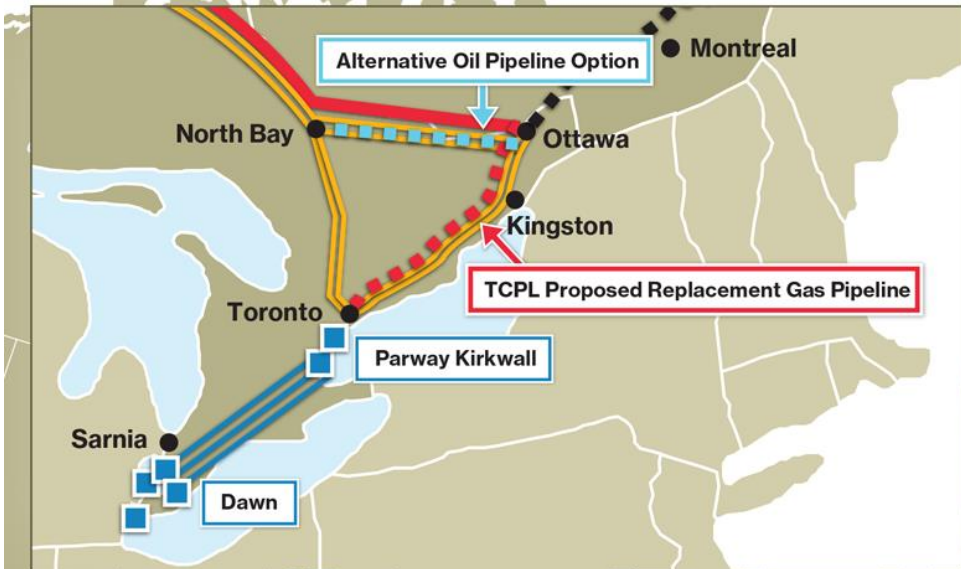 Montreal
Alternative Oil Pipeline Option
North Bay
Ottawa
Kingston
TCPL Proposed Replacement Gas Pipeline
Toronto
Parway Kirkwall
Sarnia
Dawn